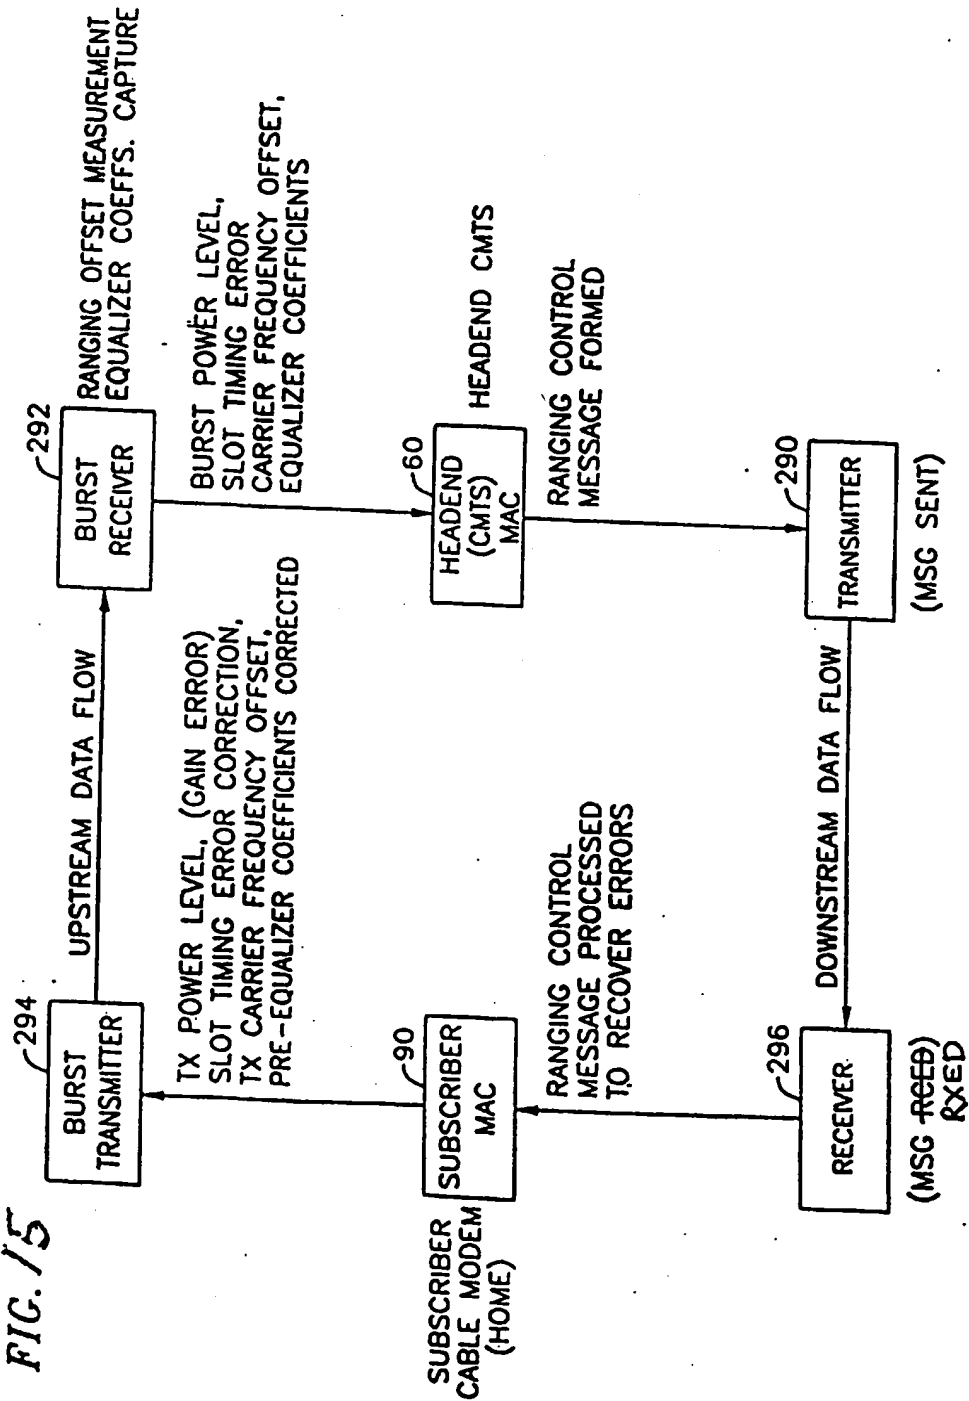 FIG. 15
294
BURST
TRANSMITTER
UPSTREAM DATA FLOW
292
BURST
RECEIVER
RANGING OFFSET MEASUREMENT
EQUALIZER COEFFS. CAPTURE
TX POWER LEVEL, (GAIN ERROR)
SLOT TIMING ERROR CORRECTION,
TX CARRIER FREQUENCY OFFSET,
PRE-EQUALIZER COEFFICIENTS CORRECTED
BURST POWER LEVEL,
SLOT TIMING ERROR
CARRIER FREQUENCY OFFSET,
EQUALIZER COEFFICIENTS
SUBSCRIBER
CABLE MODEM
(HOME)
90
SUBSCRIBER
MAC
60
HEADEND
(CMTS)
MAC
HEADEND CMTS
RANGING CONTROL
MESSAGE PROCESSED
TO RECOVER ERRORS
RANGING CONTROL
MESSAGE FORMED
296
RECEIVER
(MSG RCED)
RXED
DOWNSTREAM DATA FLOW
290
TRANSMITTER
(MSG SENT)